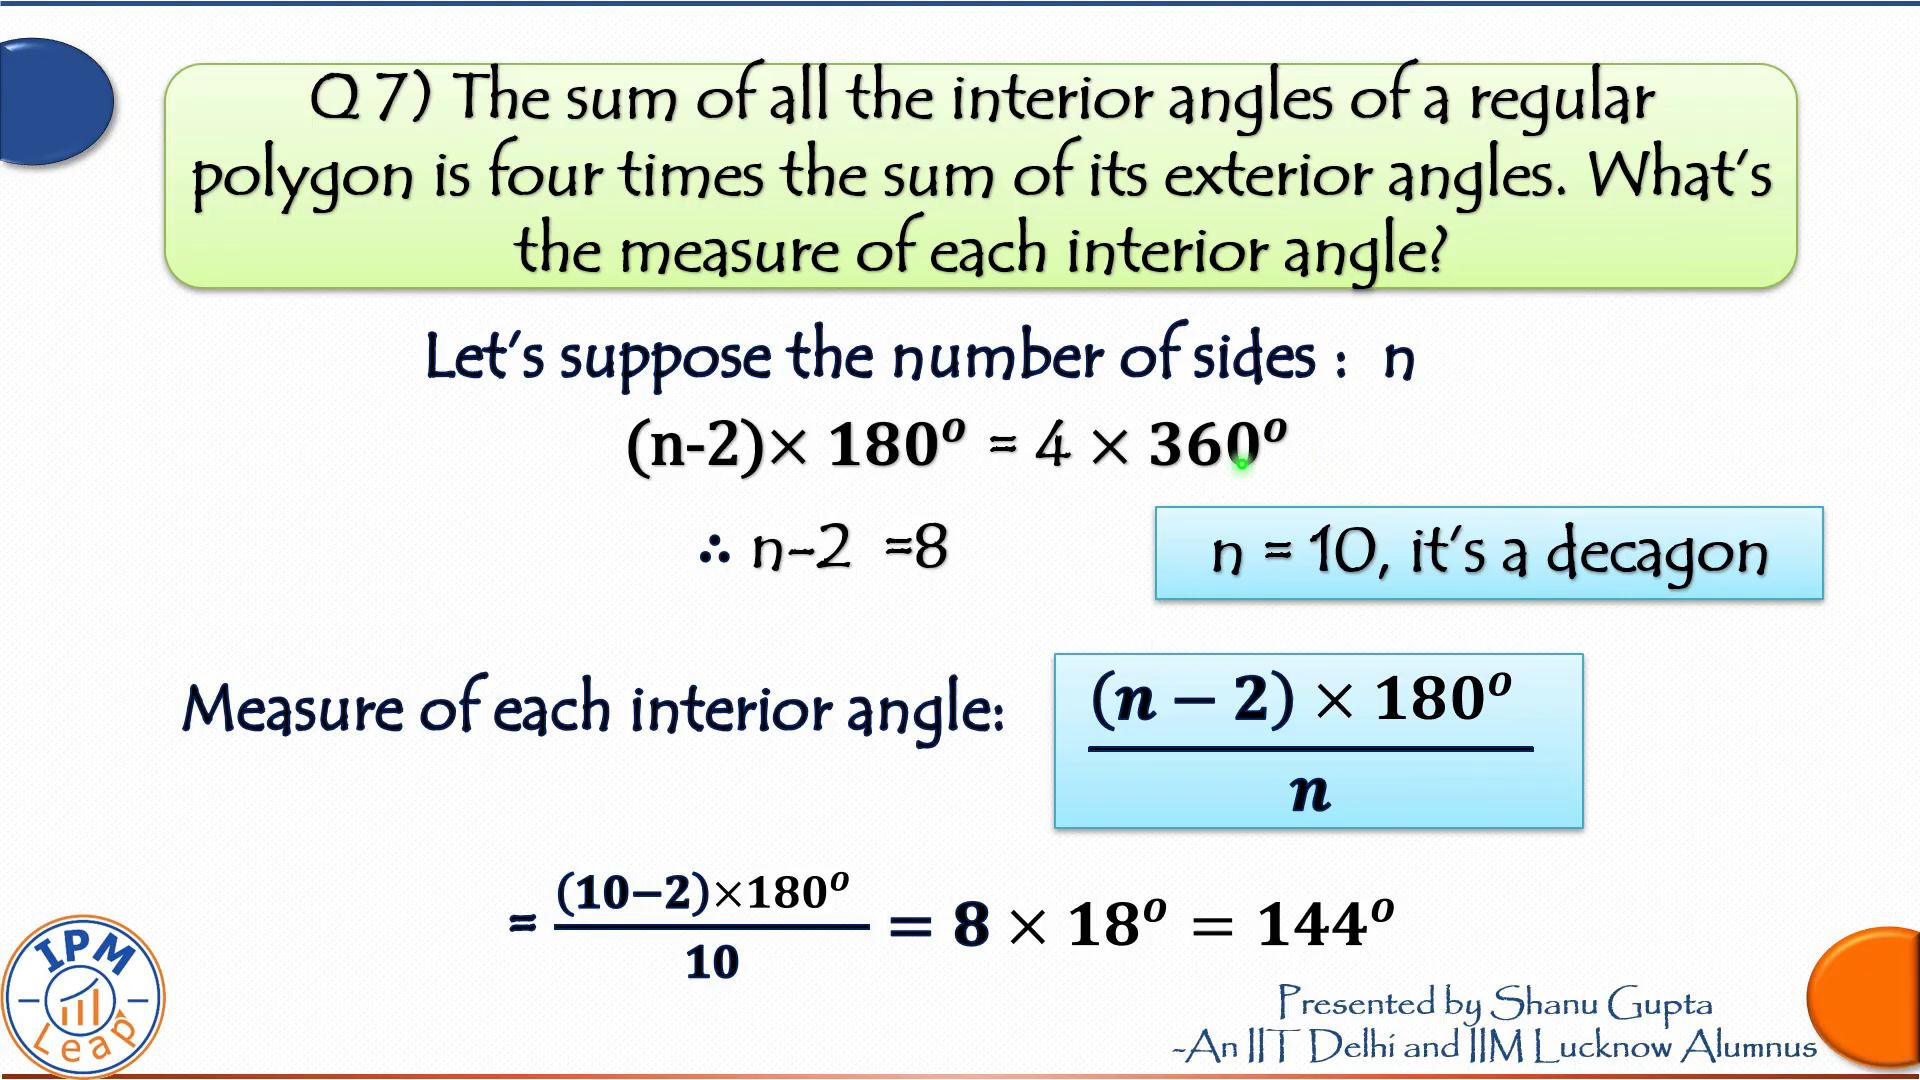 Q 7) The sum of all the interior angles of a regular
polygon is four times the sum of its exterior angles. What's
the measure of each interior angle?
Let's suppose the number of sides : n
(n-2)× 180° = 4 × 360°
∴ n-2 =8
n = 10, it's a decagon
Measure of each interior angle:
(n − 2) × 180°
n
= (10−2)×180° / 10 = 8 × 18° = 144°
IPM
Leap
Presented by Shanu Gupta
-An IIT Delhi and IIM Lucknow Alumnus